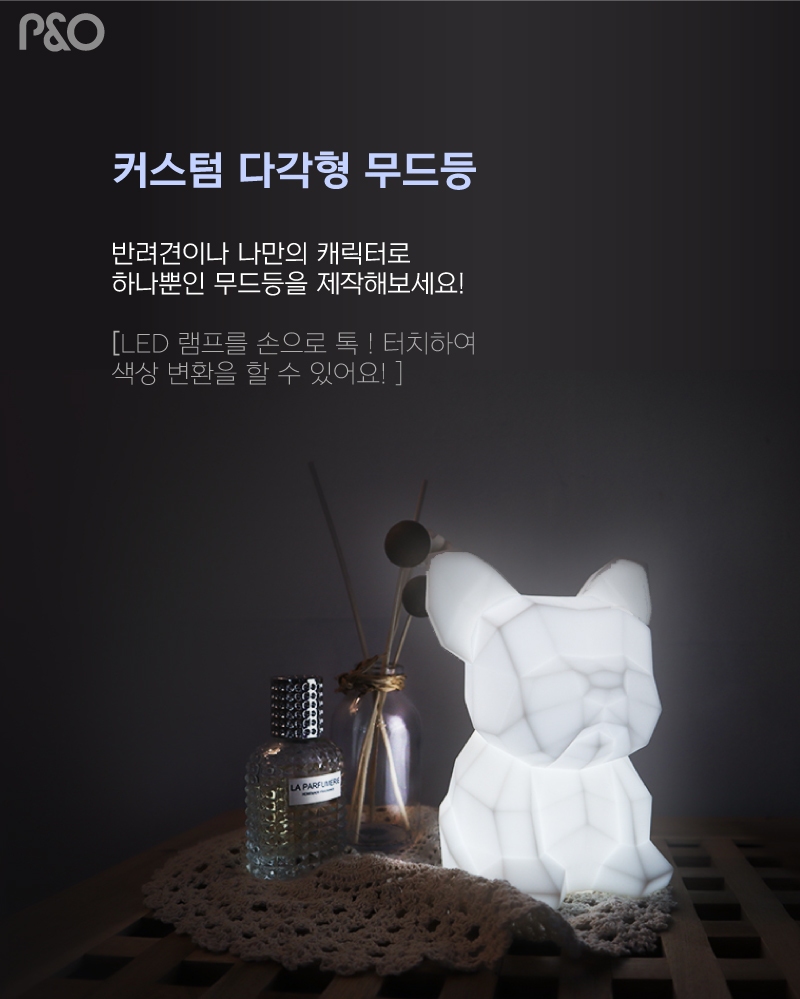 P&O
커스텀 다각형 무드등
반려견이나 나만의 캐릭터로
하나뿐인 무드등을 제작해보세요!
[LED 램프를 손으로 톡 ! 터치하여
색상 변환을 할 수 있어요! ]
LA PARFUMERIE